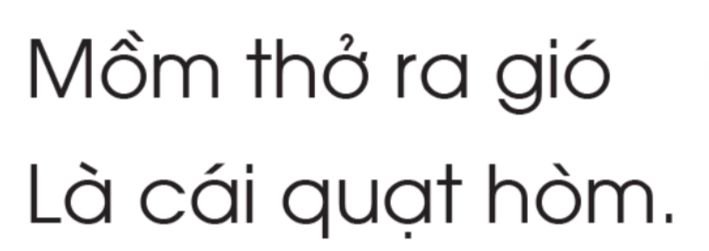 Mồm thở ra gió
Là cái quạt hòm.